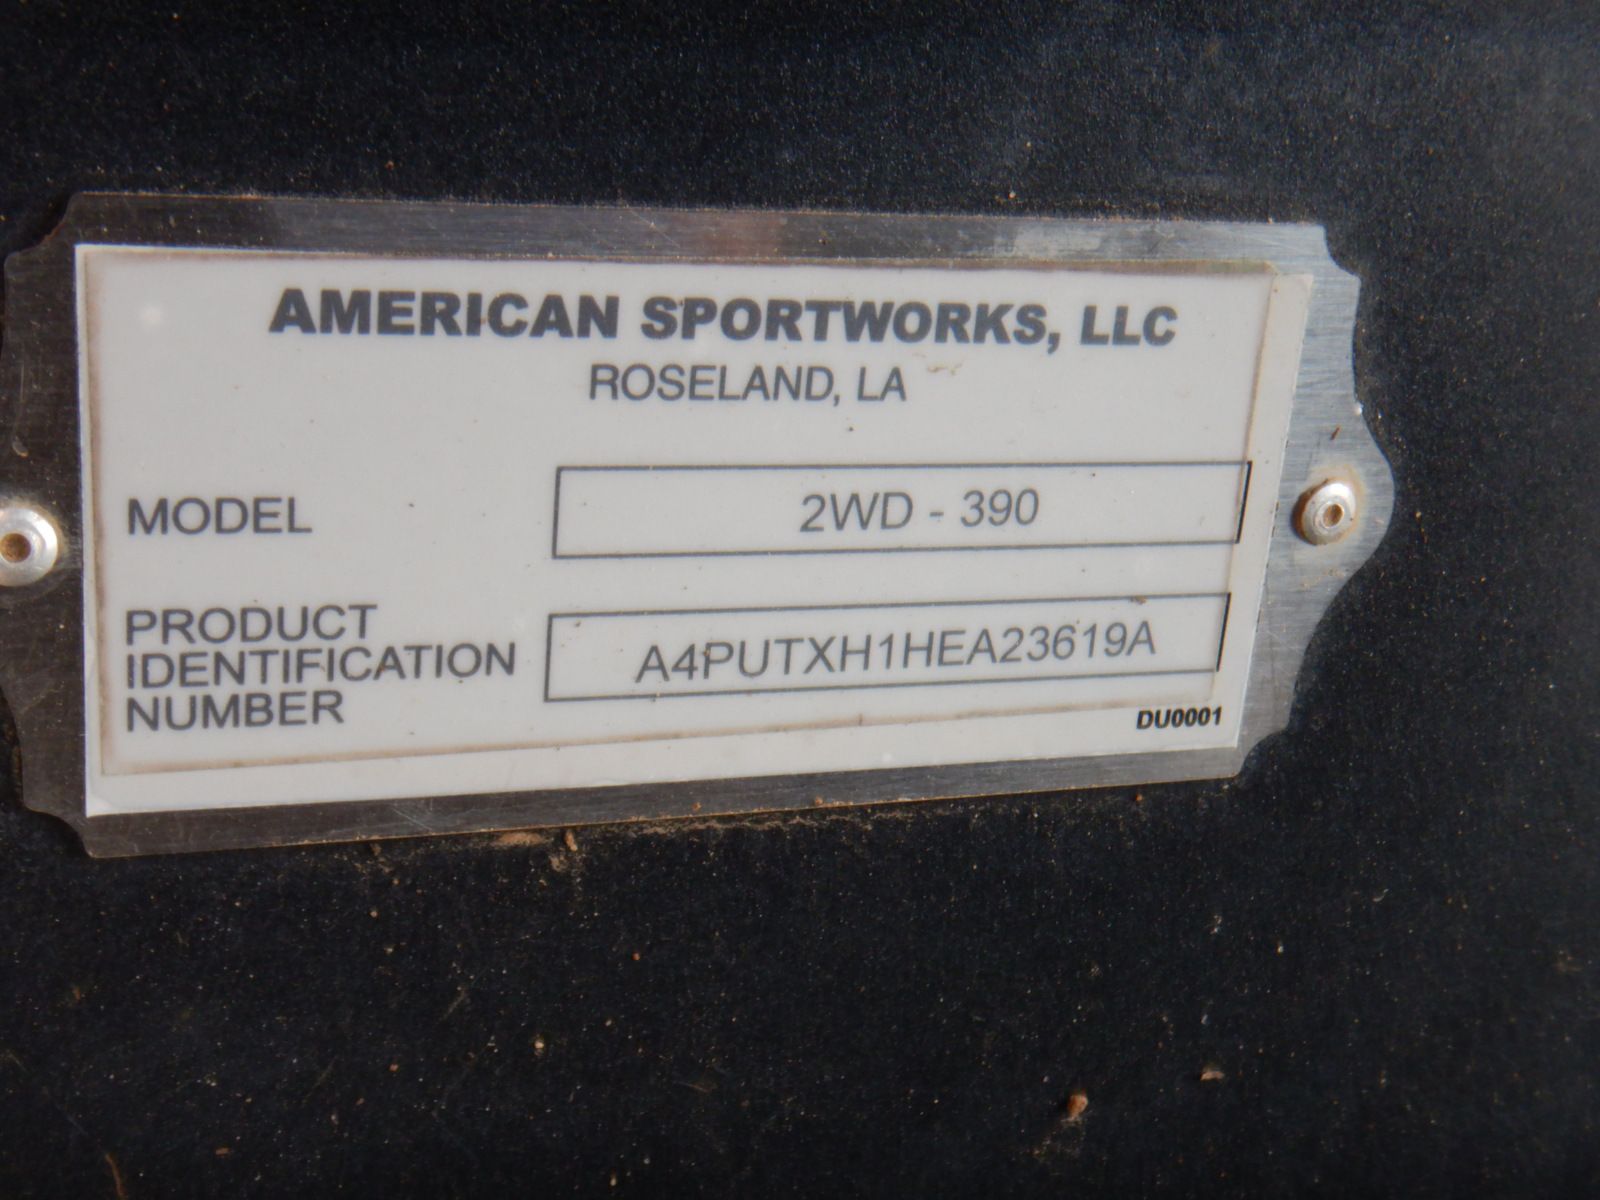 AMERICAN SPORTWORKS, LLC
ROSELAND, LA
MODEL 2WD - 390
PRODUCT
IDENTIFICATION
NUMBER
A4PUTXH1HEA23619A
DU0001